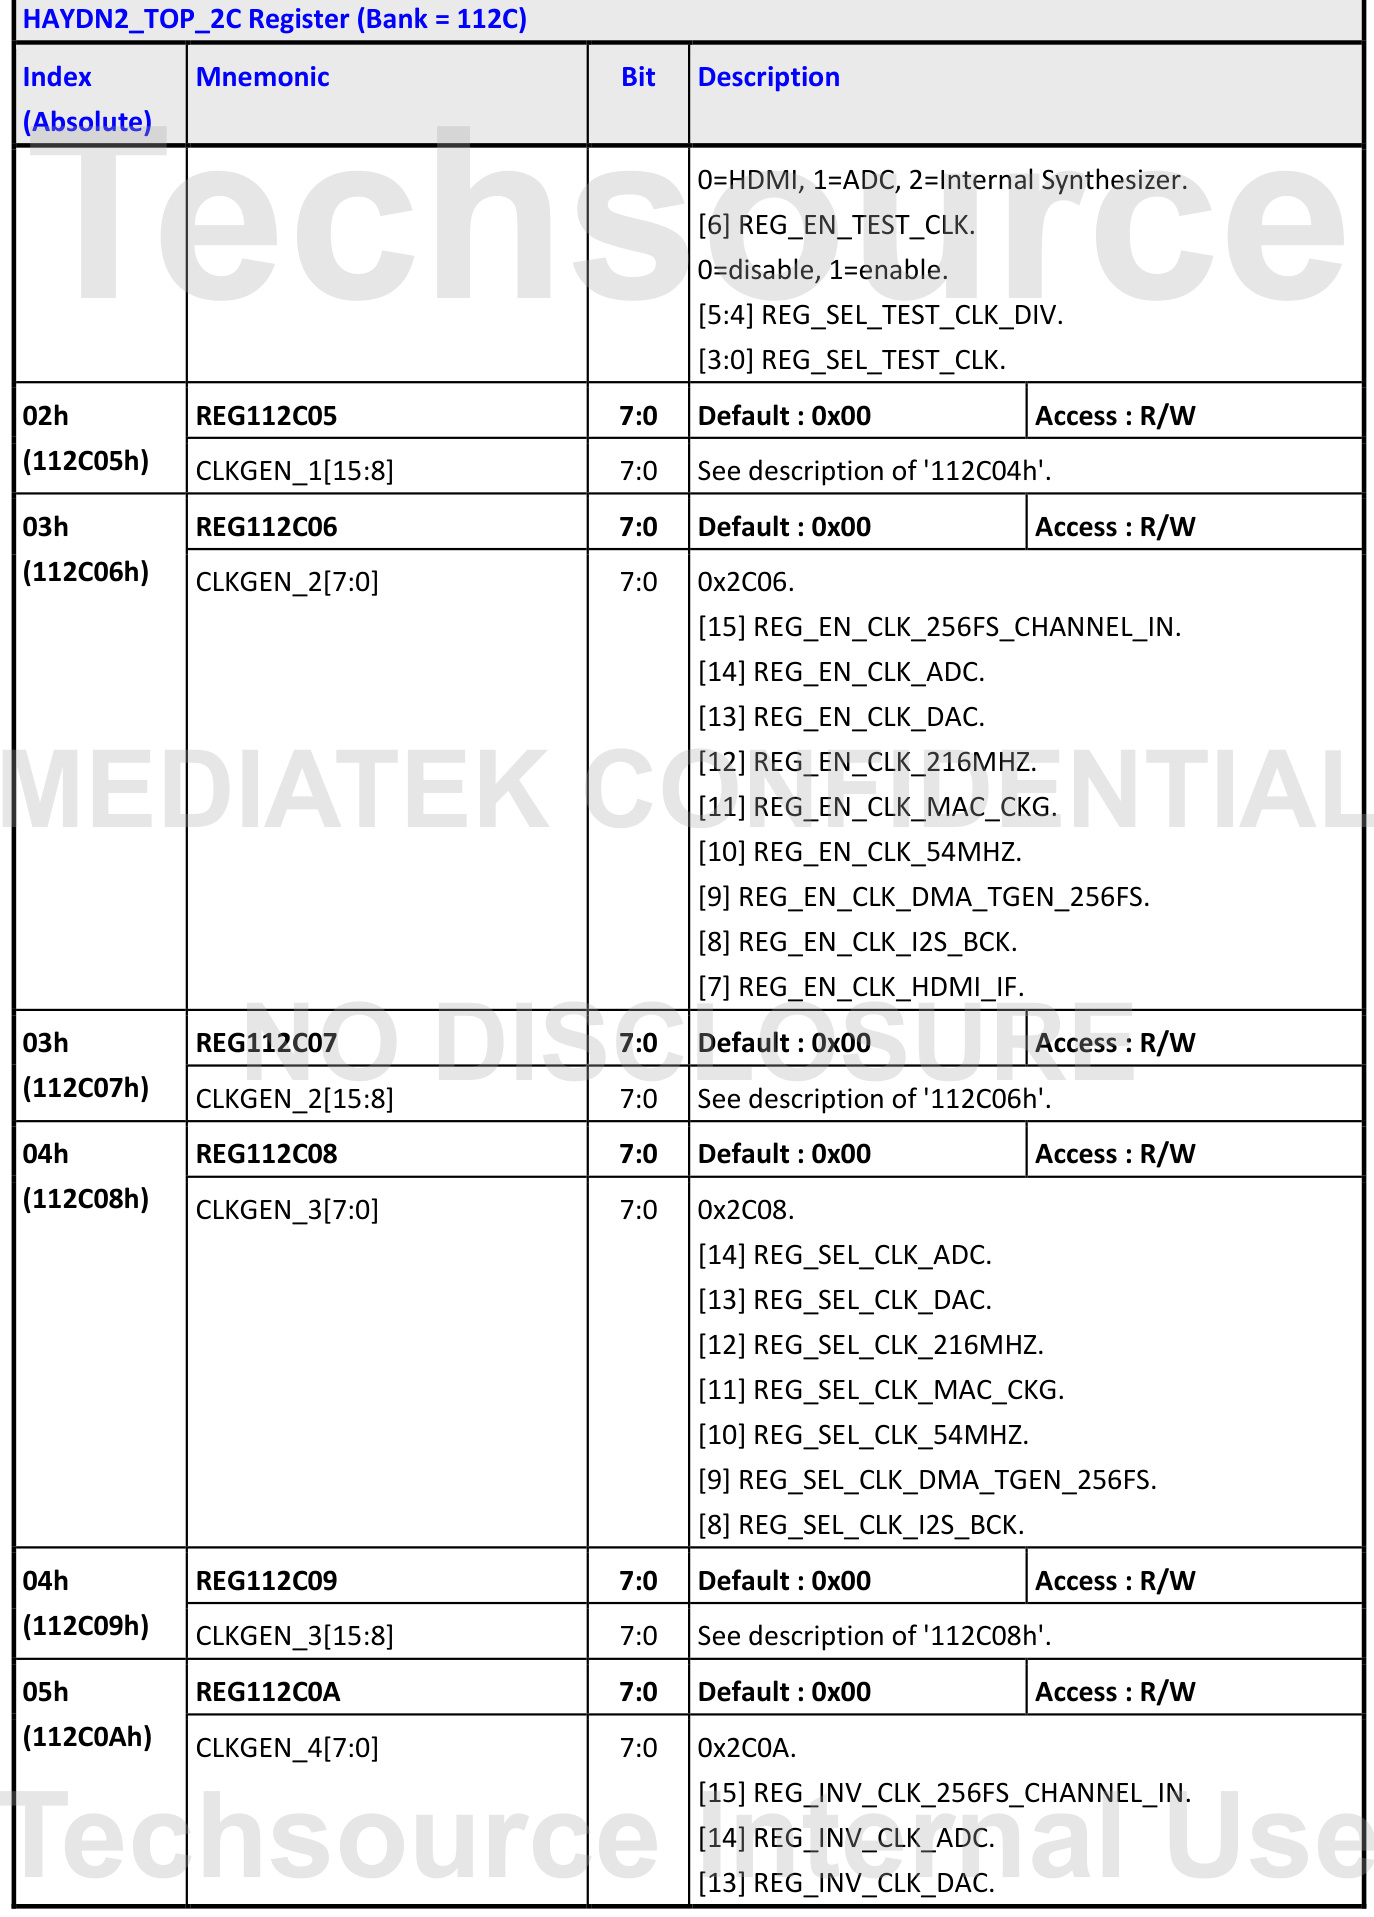 HAYDN2_TOP_2C Register (Bank = 112C)
Index (Absolute) Mnemonic Bit Description
0=HDMI, 1=ADC, 2=Internal Synthesizer.
[6] REG_EN_TEST_CLK.
0=disable, 1=enable.
[5:4] REG_SEL_TEST_CLK_DIV.
[3:0] REG_SEL_TEST_CLK.
Techsource
02h REG112C05 7:0 Default : 0x00 Access : R/W
(112C05h) CLKGEN_1[15:8] 7:0 See description of '112C04h'.
03h REG112C06 7:0 Default : 0x00 Access : R/W
(112C06h) CLKGEN_2[7:0] 7:0 0x2C06.
[15] REG_EN_CLK_256FS_CHANNEL_IN.
[14] REG_EN_CLK_ADC.
[13] REG_EN_CLK_DAC.
[12] REG_EN_CLK_216MHZ.
MEDIATEK CONFIDENTIAL
[11] REG_EN_CLK_MAC_CKG.
[10] REG_EN_CLK_54MHZ.
[9] REG_EN_CLK_DMA_TGEN_256FS.
[8] REG_EN_CLK_I2S_BCK.
[7] REG_EN_CLK_HDMI_IF.
NO DISCLOSURE
03h REG112C07 7:0 Default : 0x00 Access : R/W
(112C07h) CLKGEN_2[15:8] 7:0 See description of '112C06h'.
04h REG112C08 7:0 Default : 0x00 Access : R/W
(112C08h) CLKGEN_3[7:0] 7:0 0x2C08.
[14] REG_SEL_CLK_ADC.
[13] REG_SEL_CLK_DAC.
[12] REG_SEL_CLK_216MHZ.
[11] REG_SEL_CLK_MAC_CKG.
[10] REG_SEL_CLK_54MHZ.
[9] REG_SEL_CLK_DMA_TGEN_256FS.
[8] REG_SEL_CLK_I2S_BCK.
04h REG112C09 7:0 Default : 0x00 Access : R/W
(112C09h) CLKGEN_3[15:8] 7:0 See description of '112C08h'.
05h REG112C0A 7:0 Default : 0x00 Access : R/W
(112C0Ah) CLKGEN_4[7:0] 7:0 0x2C0A.
[15] REG_INV_CLK_256FS_CHANNEL_IN.
[14] REG_INV_CLK_ADC.
[13] REG_INV_CLK_DAC.
Techsource Internal Use